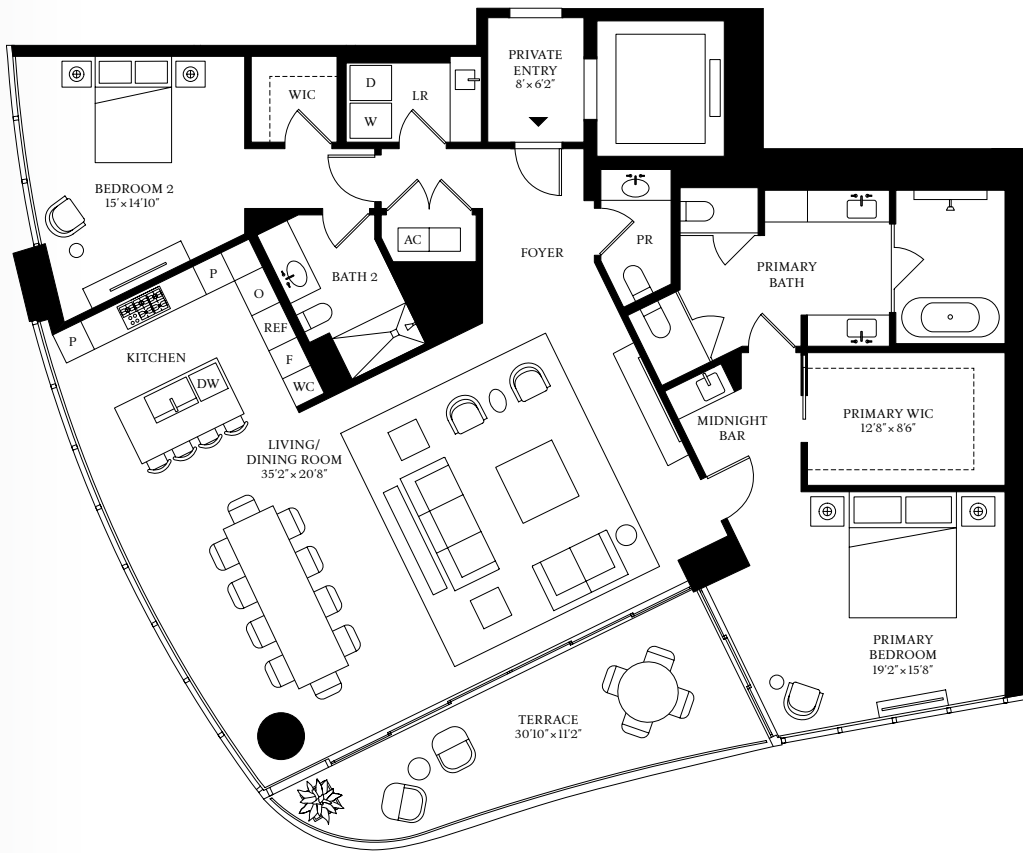 PRIVATE
ENTRY
8'×6'2"
WIC
D
W
LR
BEDROOM 2
15'×14'10"
AC
FOYER
PR
PRIMARY
BATH
BATH 2
P
O
REF
F
WC
P
KITCHEN
DW
LIVING/
DINING ROOM
35'2"×20'8"
MIDNIGHT
BAR
PRIMARY WIC
12'8"×8'6"
PRIMARY
BEDROOM
19'2"×15'8"
TERRACE
30'10"×11'2"